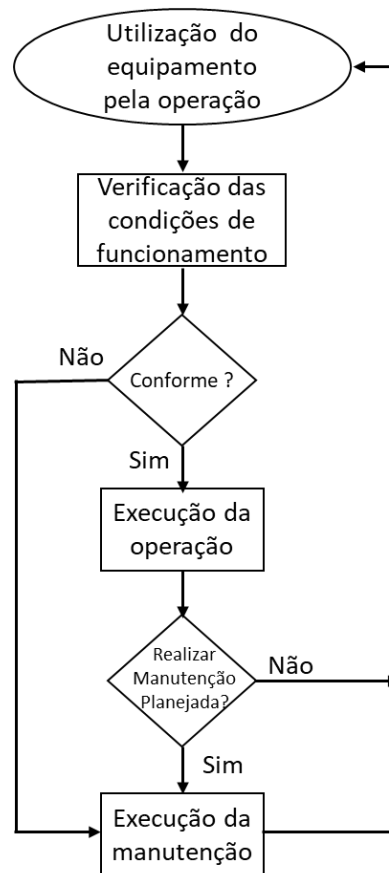 Utilização do
equipamento
pela operação
Verificação das
condições de
funcionamento
Não
Conforme ?
Sim
Execução da
operação
Realizar
Manutenção
Planejada?
Não
Sim
Execução da
manutenção